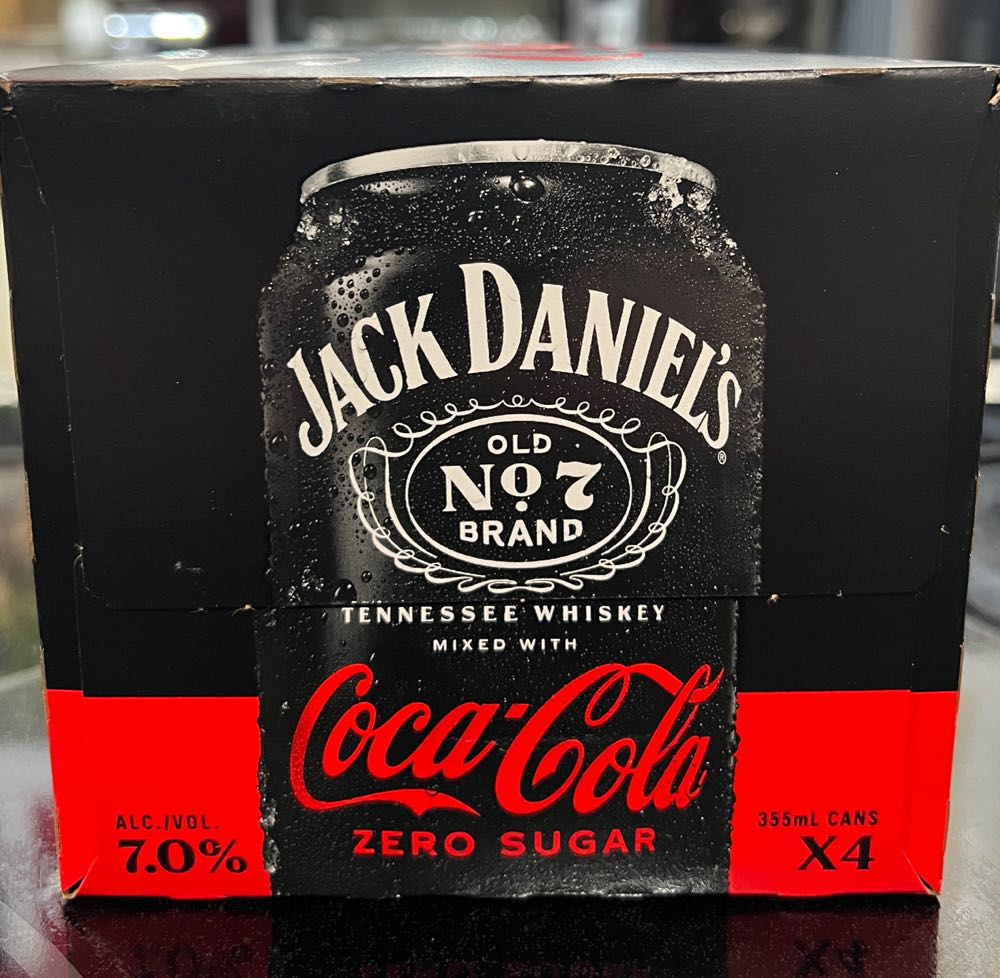 JACK DANIEL'S®
OLD
Nº 7
BRAND
TENNESSEE WHISKEY
MIXED WITH
Coca-Cola
ZERO SUGAR
ALC./VOL.
7.0%
355mL CANS
X4